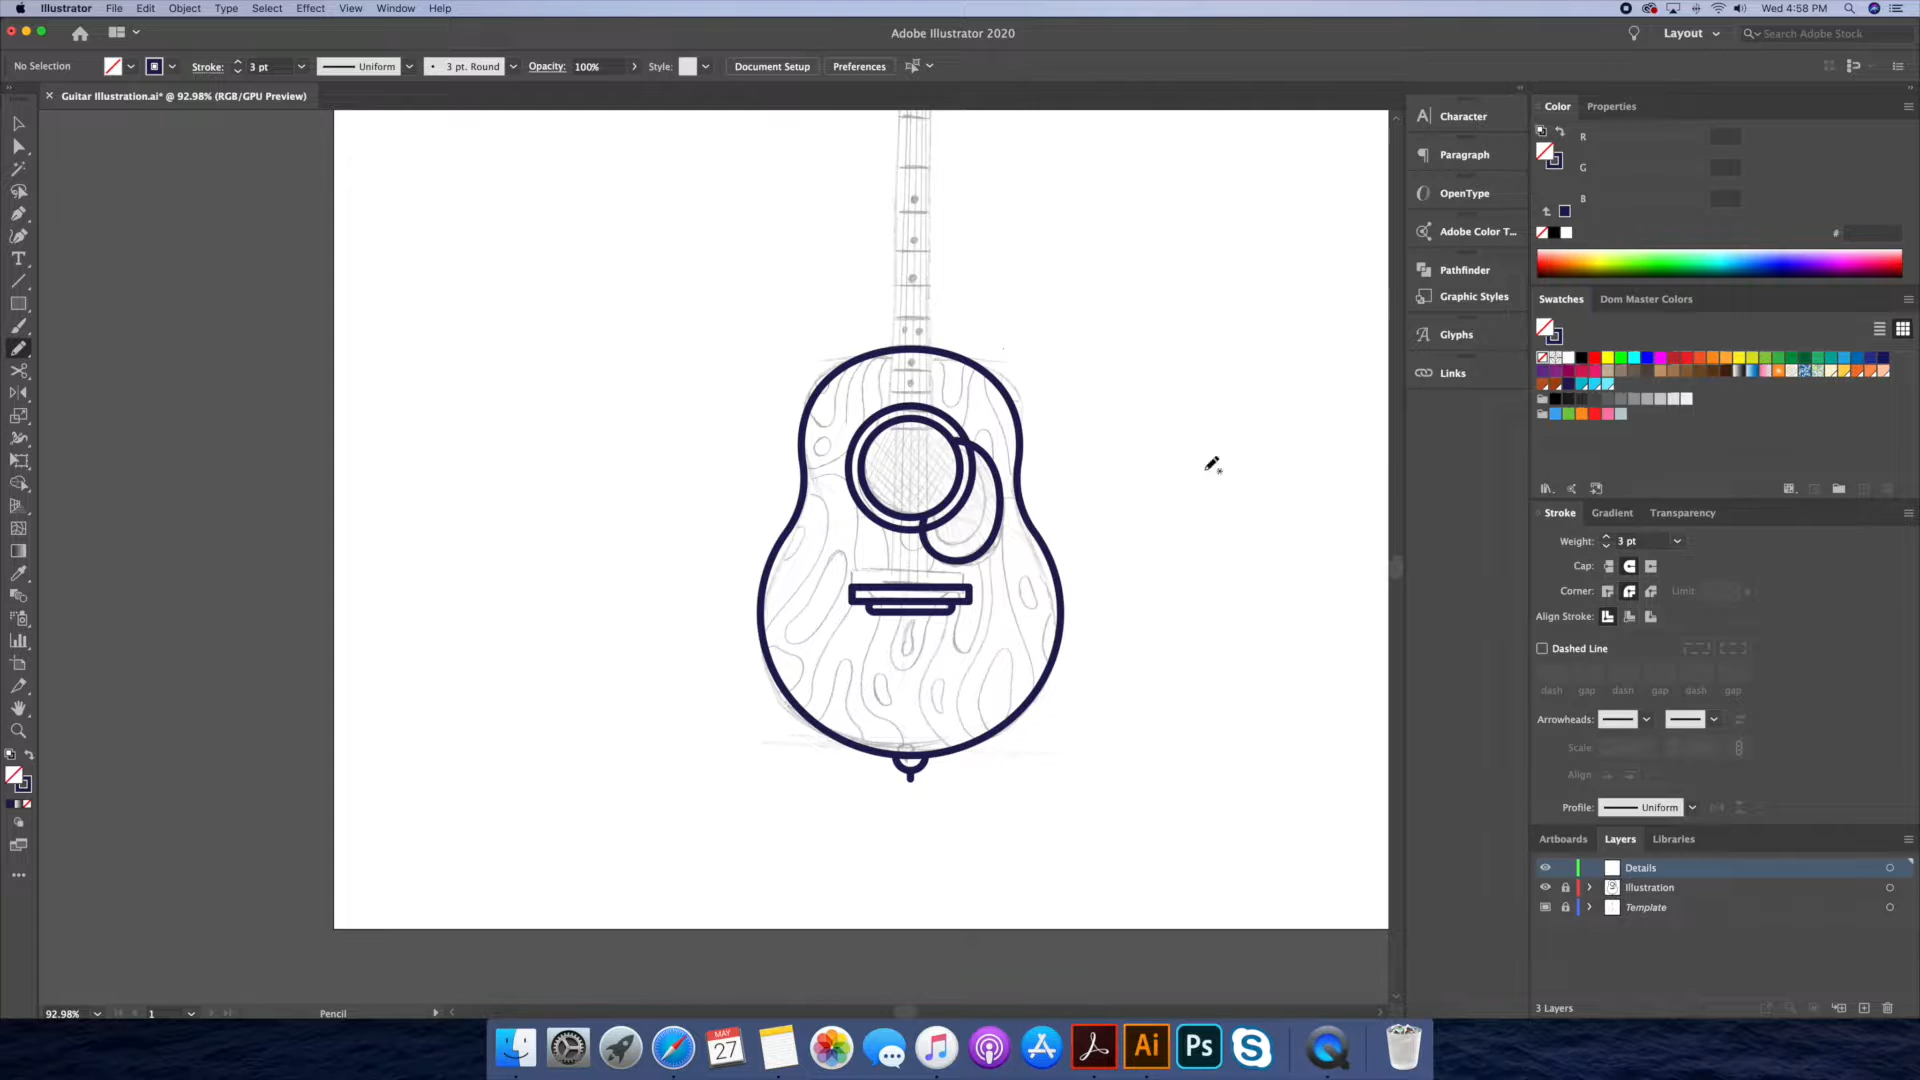 Illustrator File Edit Object Type Select Effect View Window Help Wed 4:58 PM
Adobe Illustrator 2020 Layout Search Adobe Stock
No Selection Stroke: 3 pt Uniform 3 pt. Round Opacity: 100% Style: Document Setup Preferences
Guitar Illustration.ai* @ 92.98% (RGB/GPU Preview)
Character
Paragraph
OpenType
Adobe Color T...
Pathfinder
Graphic Styles
Glyphs
Links
Color Properties
R
G
B
#
Swatches Dom Master Colors
Stroke Gradient Transparency
Weight: 3 pt
Cap:
Corner: Limit:
Align Stroke:
Dashed Line
dash gap dash gap dash gap
Arrowheads:
Scale:
Align:
Profile: Uniform
Artboards Layers Libraries
Details
Illustration
Template
3 Layers
92.98% 1 Pencil
MAY
27
Ai
Ps